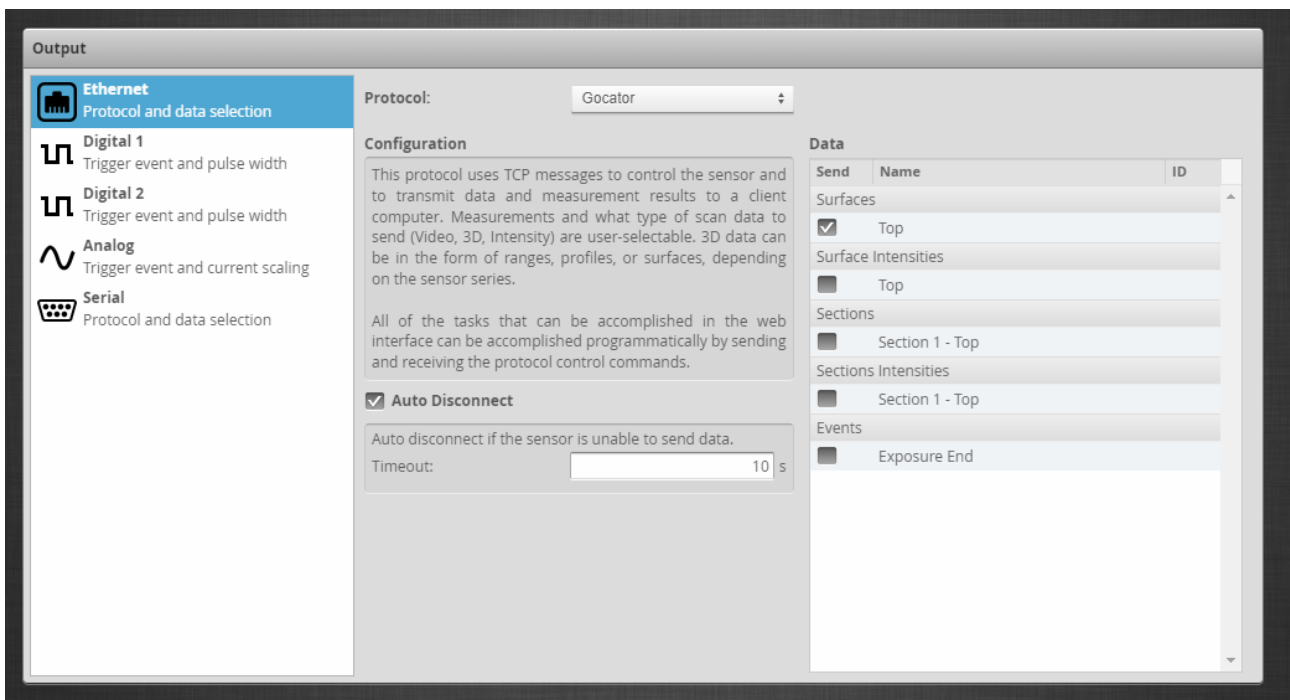 Output
Ethernet
Protocol and data selection
Digital 1
Trigger event and pulse width
Digital 2
Trigger event and pulse width
Analog
Trigger event and current scaling
Serial
Protocol and data selection
Protocol:
Gocator
Configuration
This protocol uses TCP messages to control the sensor and
to transmit data and measurement results to a client
computer. Measurements and what type of scan data to
send (Video, 3D, Intensity) are user-selectable. 3D data can
be in the form of ranges, profiles, or surfaces, depending
on the sensor series.
All of the tasks that can be accomplished in the web
interface can be accomplished programmatically by sending
and receiving the protocol control commands.
Auto Disconnect
Auto disconnect if the sensor is unable to send data.
Timeout: 10 s
Data
Send Name ID
Surfaces
Top
Surface Intensities
Top
Sections
Section 1 - Top
Sections Intensities
Section 1 - Top
Events
Exposure End